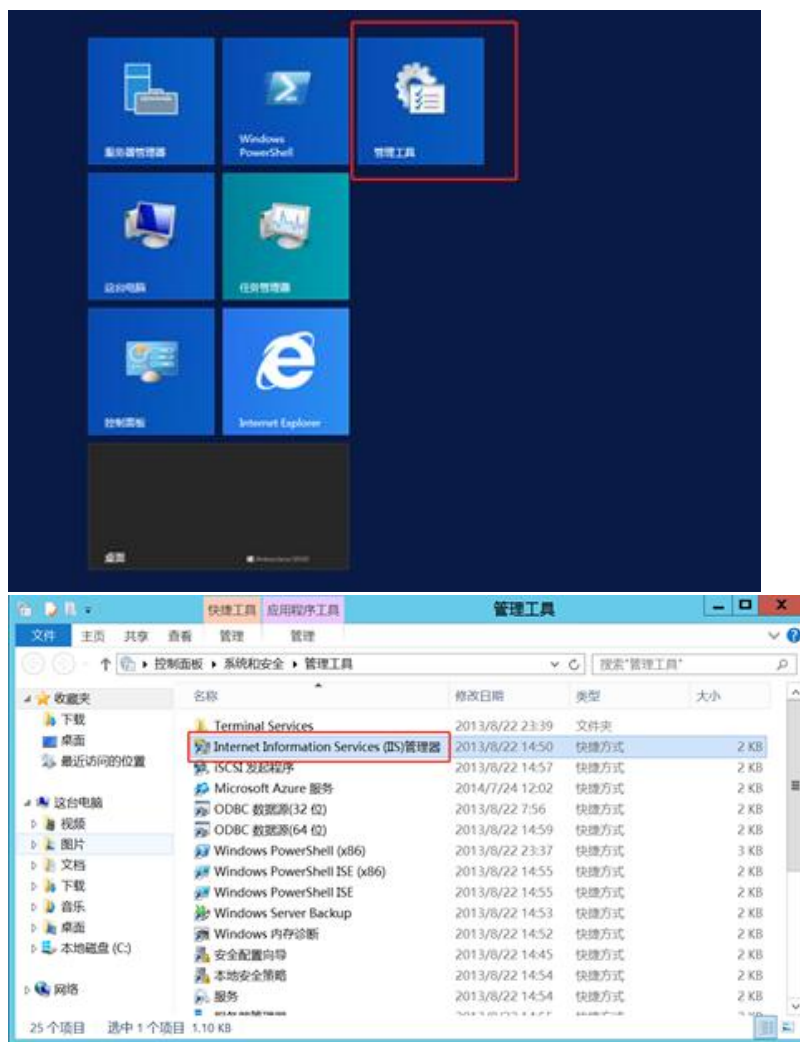 服务器管理器
Windows PowerShell
管理工具
这台电脑
任务管理器
控制面板
Internet Explorer
桌面
快捷工具 应用程序工具 管理工具
文件 主页 共享 查看 管理 管理
控制面板 系统和安全 管理工具 搜索"管理工具"
名称 修改日期 类型 大小
收藏夹
下载
桌面
最近访问的位置
这台电脑
视频
图片
文档
下载
音乐
桌面
本地磁盘 (C:)
网络
Terminal Services 2013/8/22 23:39 文件夹
Internet Information Services (IIS)管理器 2013/8/22 14:50 快捷方式 2 KB
iSCSI 发起程序 2013/8/22 14:57 快捷方式 2 KB
Microsoft Azure 服务 2014/7/24 12:02 快捷方式 2 KB
ODBC 数据源(32 位) 2013/8/22 7:56 快捷方式 2 KB
ODBC 数据源(64 位) 2013/8/22 14:59 快捷方式 2 KB
Windows PowerShell (x86) 2013/8/22 23:37 快捷方式 3 KB
Windows PowerShell ISE (x86) 2013/8/22 14:55 快捷方式 2 KB
Windows PowerShell ISE 2013/8/22 14:55 快捷方式 2 KB
Windows Server Backup 2013/8/22 14:53 快捷方式 2 KB
Windows 内存诊断 2013/8/22 14:52 快捷方式 2 KB
安全配置向导 2013/8/22 14:45 快捷方式 2 KB
本地安全策略 2013/8/22 14:54 快捷方式 2 KB
服务 2013/8/22 14:54 快捷方式 2 KB
25 个项目 选中 1 个项目 1.10 KB